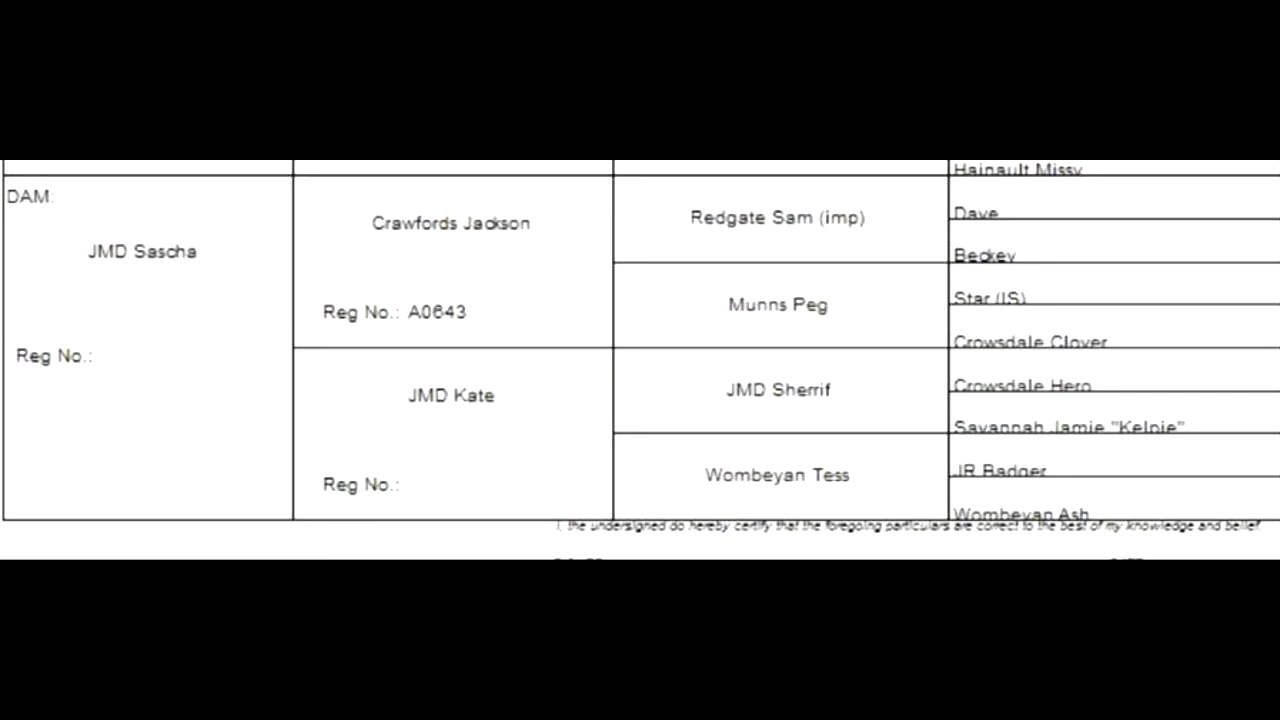 Hainault Missy
DAM:
JMD Sascha
Reg No.:
Crawfords Jackson
Reg No.: A0643
JMD Kate
Reg No.:
Redgate Sam (imp)
Munns Peg
JMD Sherrif
Wombeyan Tess
Dave
Beckey
Star (IS)
Crowsdale Clover
Crowsdale Hero
Savannah Jamie "Kelpie"
JR Badger
Wombeyan Ash
I, the undersigned do hereby certify that the foregoing particulars are correct to the best of my knowledge and belief